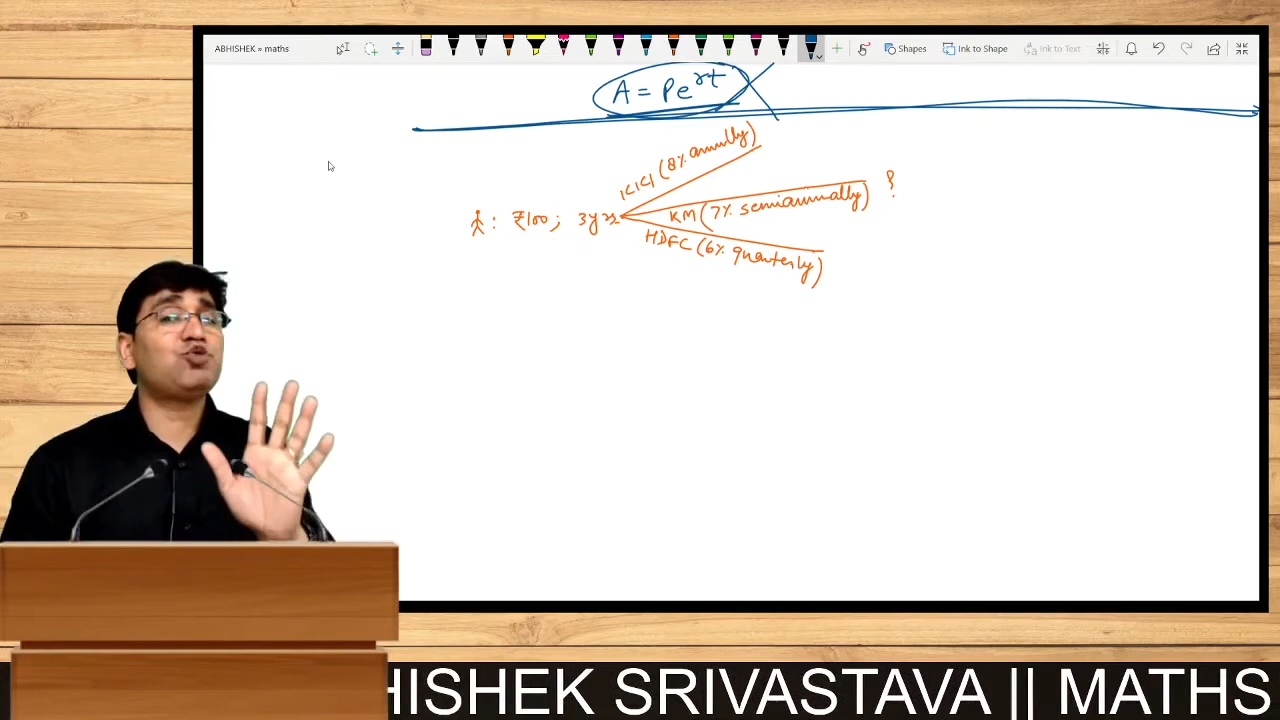 ABHISHEK » maths
Shapes
Ink to Shape
Ink to Text
A = Pe^rt
ICICI (8% annully)
: ₹100; 3yrs
KM (7% semiannually) ?
HDFC (6% quarterly)
HISHEK SRIVASTAVA || MATHS